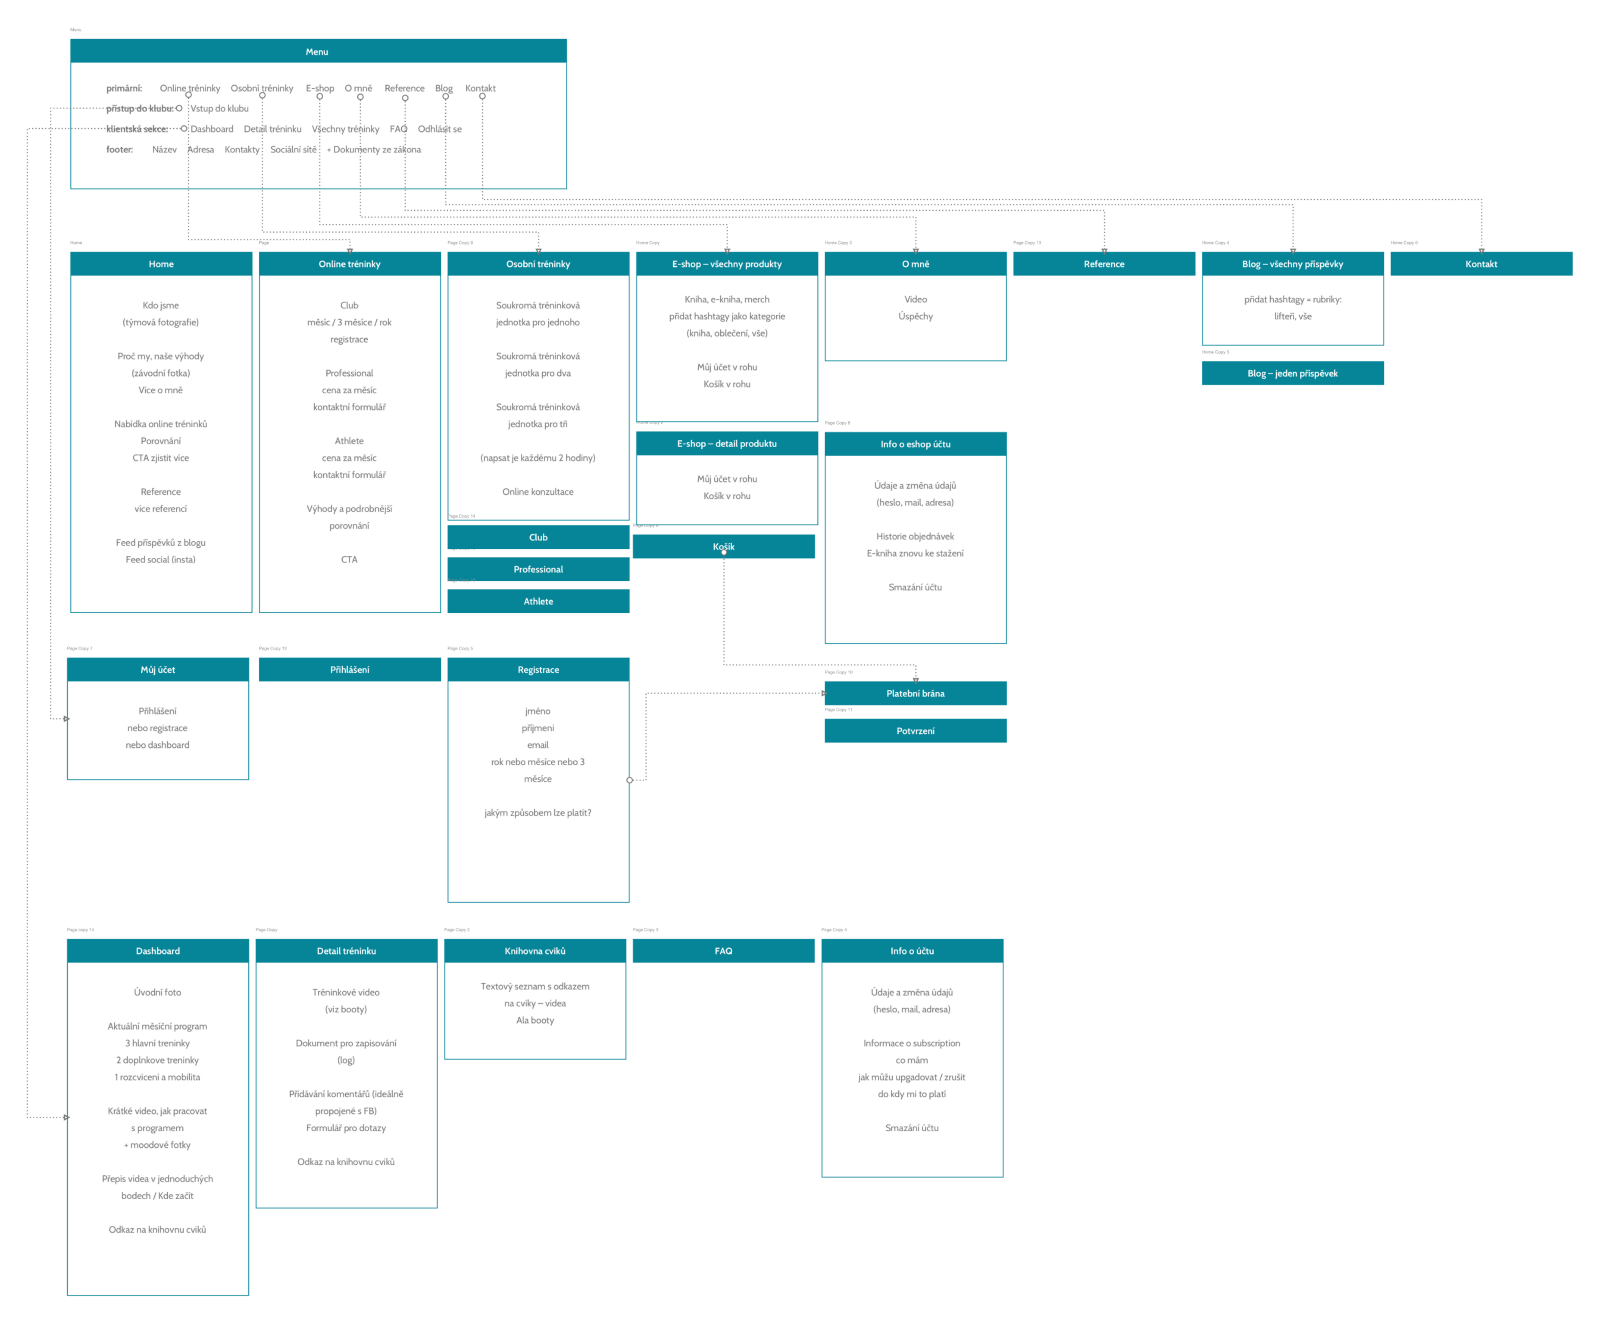 Menu
Menu
primární: Online tréninky Osobní tréninky E-shop O mně Reference Blog Kontakt
přístup do klubu: Vstup do klubu
klientská sekce: Dashboard Detail tréninku Všechny tréninky FAQ Odhlásit se
footer: Název Adresa Kontakty Sociální sítě + Dokumenty ze zákona
Home
Home
Kdo jsme
(týmová fotografie)
Proč my, naše výhody
(závodní fotka)
Více o mně
Nabídka online tréninků
Porovnání
CTA zjistit více
Reference
více referencí
Feed příspěvků z blogu
Feed social (insta)
Page
Online tréninky
Club
měsíc / 3 měsíce / rok
registrace
Professional
cena za měsíc
kontaktní formulář
Athlete
cena za měsíc
kontaktní formulář
Výhody a podrobnější
porovnání
CTA
Osobní tréninky
Soukromá tréninková
jednotka pro jednoho
Soukromá tréninková
jednotka pro dva
Soukromá tréninková
jednotka pro tři
(napsat je každému 2 hodiny)
Online konzultace
Page Copy 14
Club
Professional
Athlete
Home Copy
E-shop – všechny produkty
Kniha, e-kniha, merch
přidat hashtagy jako kategorie
(kniha, oblečení, vše)
Můj účet v rohu
Košík v rohu
E-shop – detail produktu
Můj účet v rohu
Košík v rohu
Košík
O mně
Video
Úspěchy
Info o eshop účtu
Údaje a změna údajů
(heslo, mail, adresa)
Historie objednávek
E-kniha znovu ke stažení
Smazání účtu
Page Copy 13
Reference
Home Copy 4
Blog – všechny příspěvky
přidat hashtagy = rubriky:
lifteři, vše
Home Copy 5
Blog – jeden příspěvek
Home Copy 6
Kontakt
Page Copy 7
Můj účet
Přihlášení
nebo registrace
nebo dashboard
Přihlášení
Page Copy 5
Registrace
jméno
příjmeni
email
rok nebo měsíce nebo 3
měsíce
jakým způsobem lze platit?
Page Copy 10
Platební brána
Page Copy 11
Potvrzení
Dashboard
Úvodní foto
Aktuální měsíční program
3 hlavní treninky
2 doplnkove treninky
1 rozcviceni a mobilita
Krátké video, jak pracovat
s programem
+ moodové fotky
Přepis videa v jednoduchých
bodech / Kde začít
Odkaz na knihovnu cviků
Page Copy
Detail tréninku
Tréninkové video
(viz booty)
Dokument pro zapisování
(log)
Přidávání komentářů (ideálně
propojené s FB)
Formulář pro dotazy
Odkaz na knihovnu cviků
Page Copy 2
Knihovna cviků
Textový seznam s odkazem
na cviky – videa
Ala booty
Page Copy 3
FAQ
Page Copy 4
Info o účtu
Údaje a změna údajů
(heslo, mail, adresa)
Informace o subscription
co mám
jak můžu upgadovat / zrušit
do kdy mi to platí
Smazání účtu